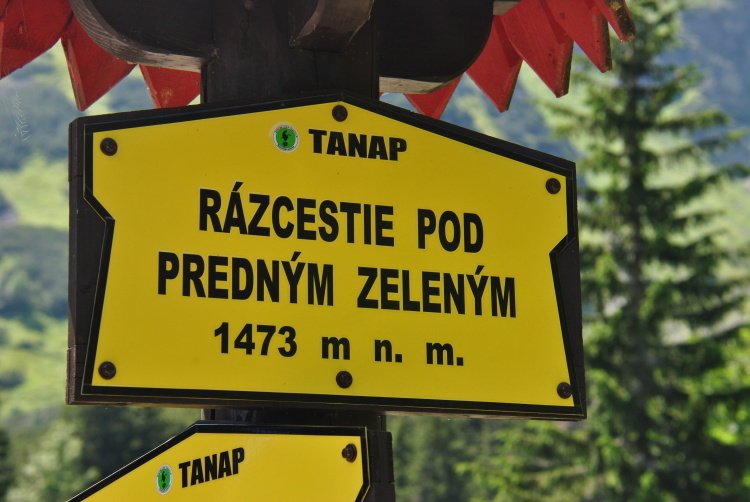 TANAP
RÁZCESTIE POD
PREDNÝM ZELENÝM
1473 m n. m.
TANAP